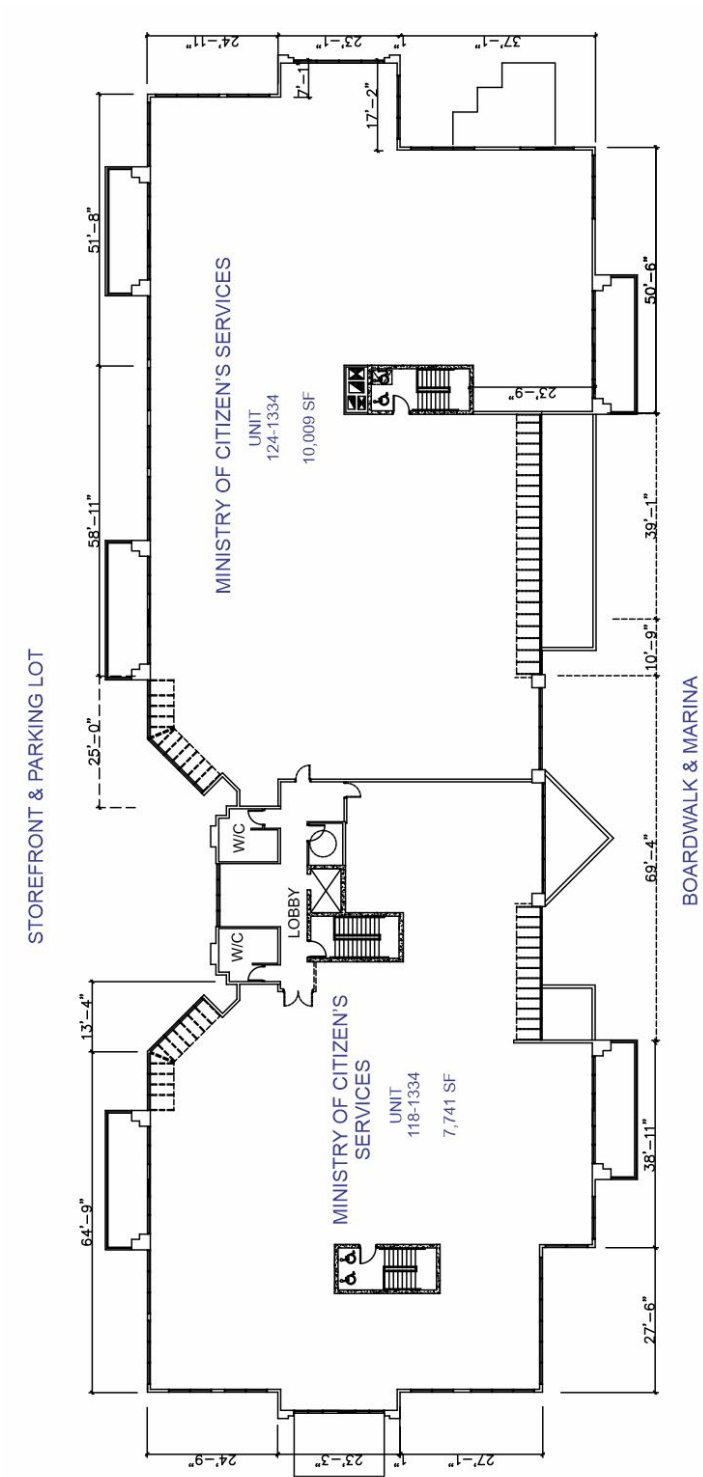 24'-11"
23'-1"
1"
37'-1"
7'-1"
17'-2"
51'-8"
50'-6"
MINISTRY OF CITIZEN'S SERVICES
UNIT
124-1334
10,009 SF
23'-9"
58'-11"
39'-1"
10'-9"
STOREFRONT & PARKING LOT
25'-0"
BOARDWALK & MARINA
W/C
LOBBY
W/C
69'-4"
13'-4"
MINISTRY OF CITIZEN'S
SERVICES
UNIT
118-1334
7,741 SF
64'-9"
38'-11"
27'-6"
24'-9"
23'-3"
1"
27'-1"